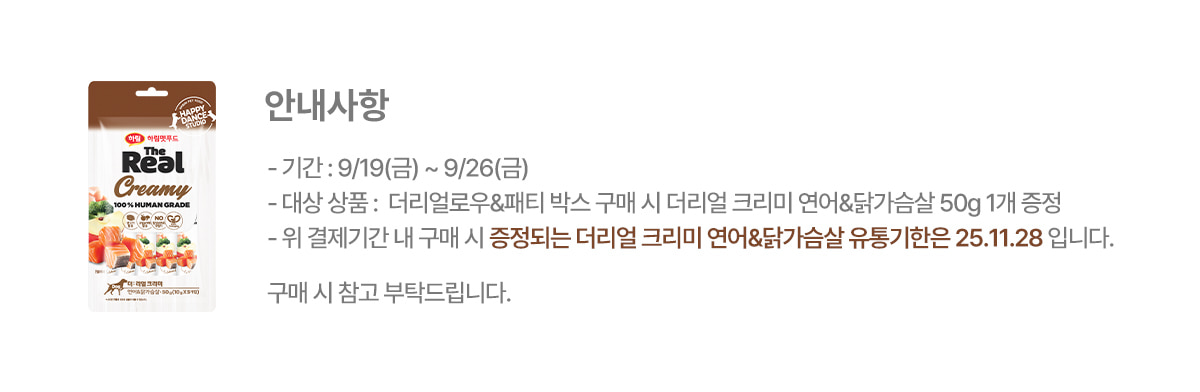 안내사항
- 기간 : 9/19(금) ~ 9/26(금)
- 대상 상품 : 더리얼로우&패티 박스 구매 시 더리얼 크리미 연어&닭가슴살 50g 1개 증정
- 위 결제기간 내 구매 시 증정되는 더리얼 크리미 연어&닭가슴살 유통기한은 25.11.28 입니다.
구매 시 참고 부탁드립니다.
HAPPY
DANCE
STUDIO
하림 하림펫푸드
The
Real
Creamy
100% HUMAN GRADE
NO
더리얼 크리미
연어&닭가슴살